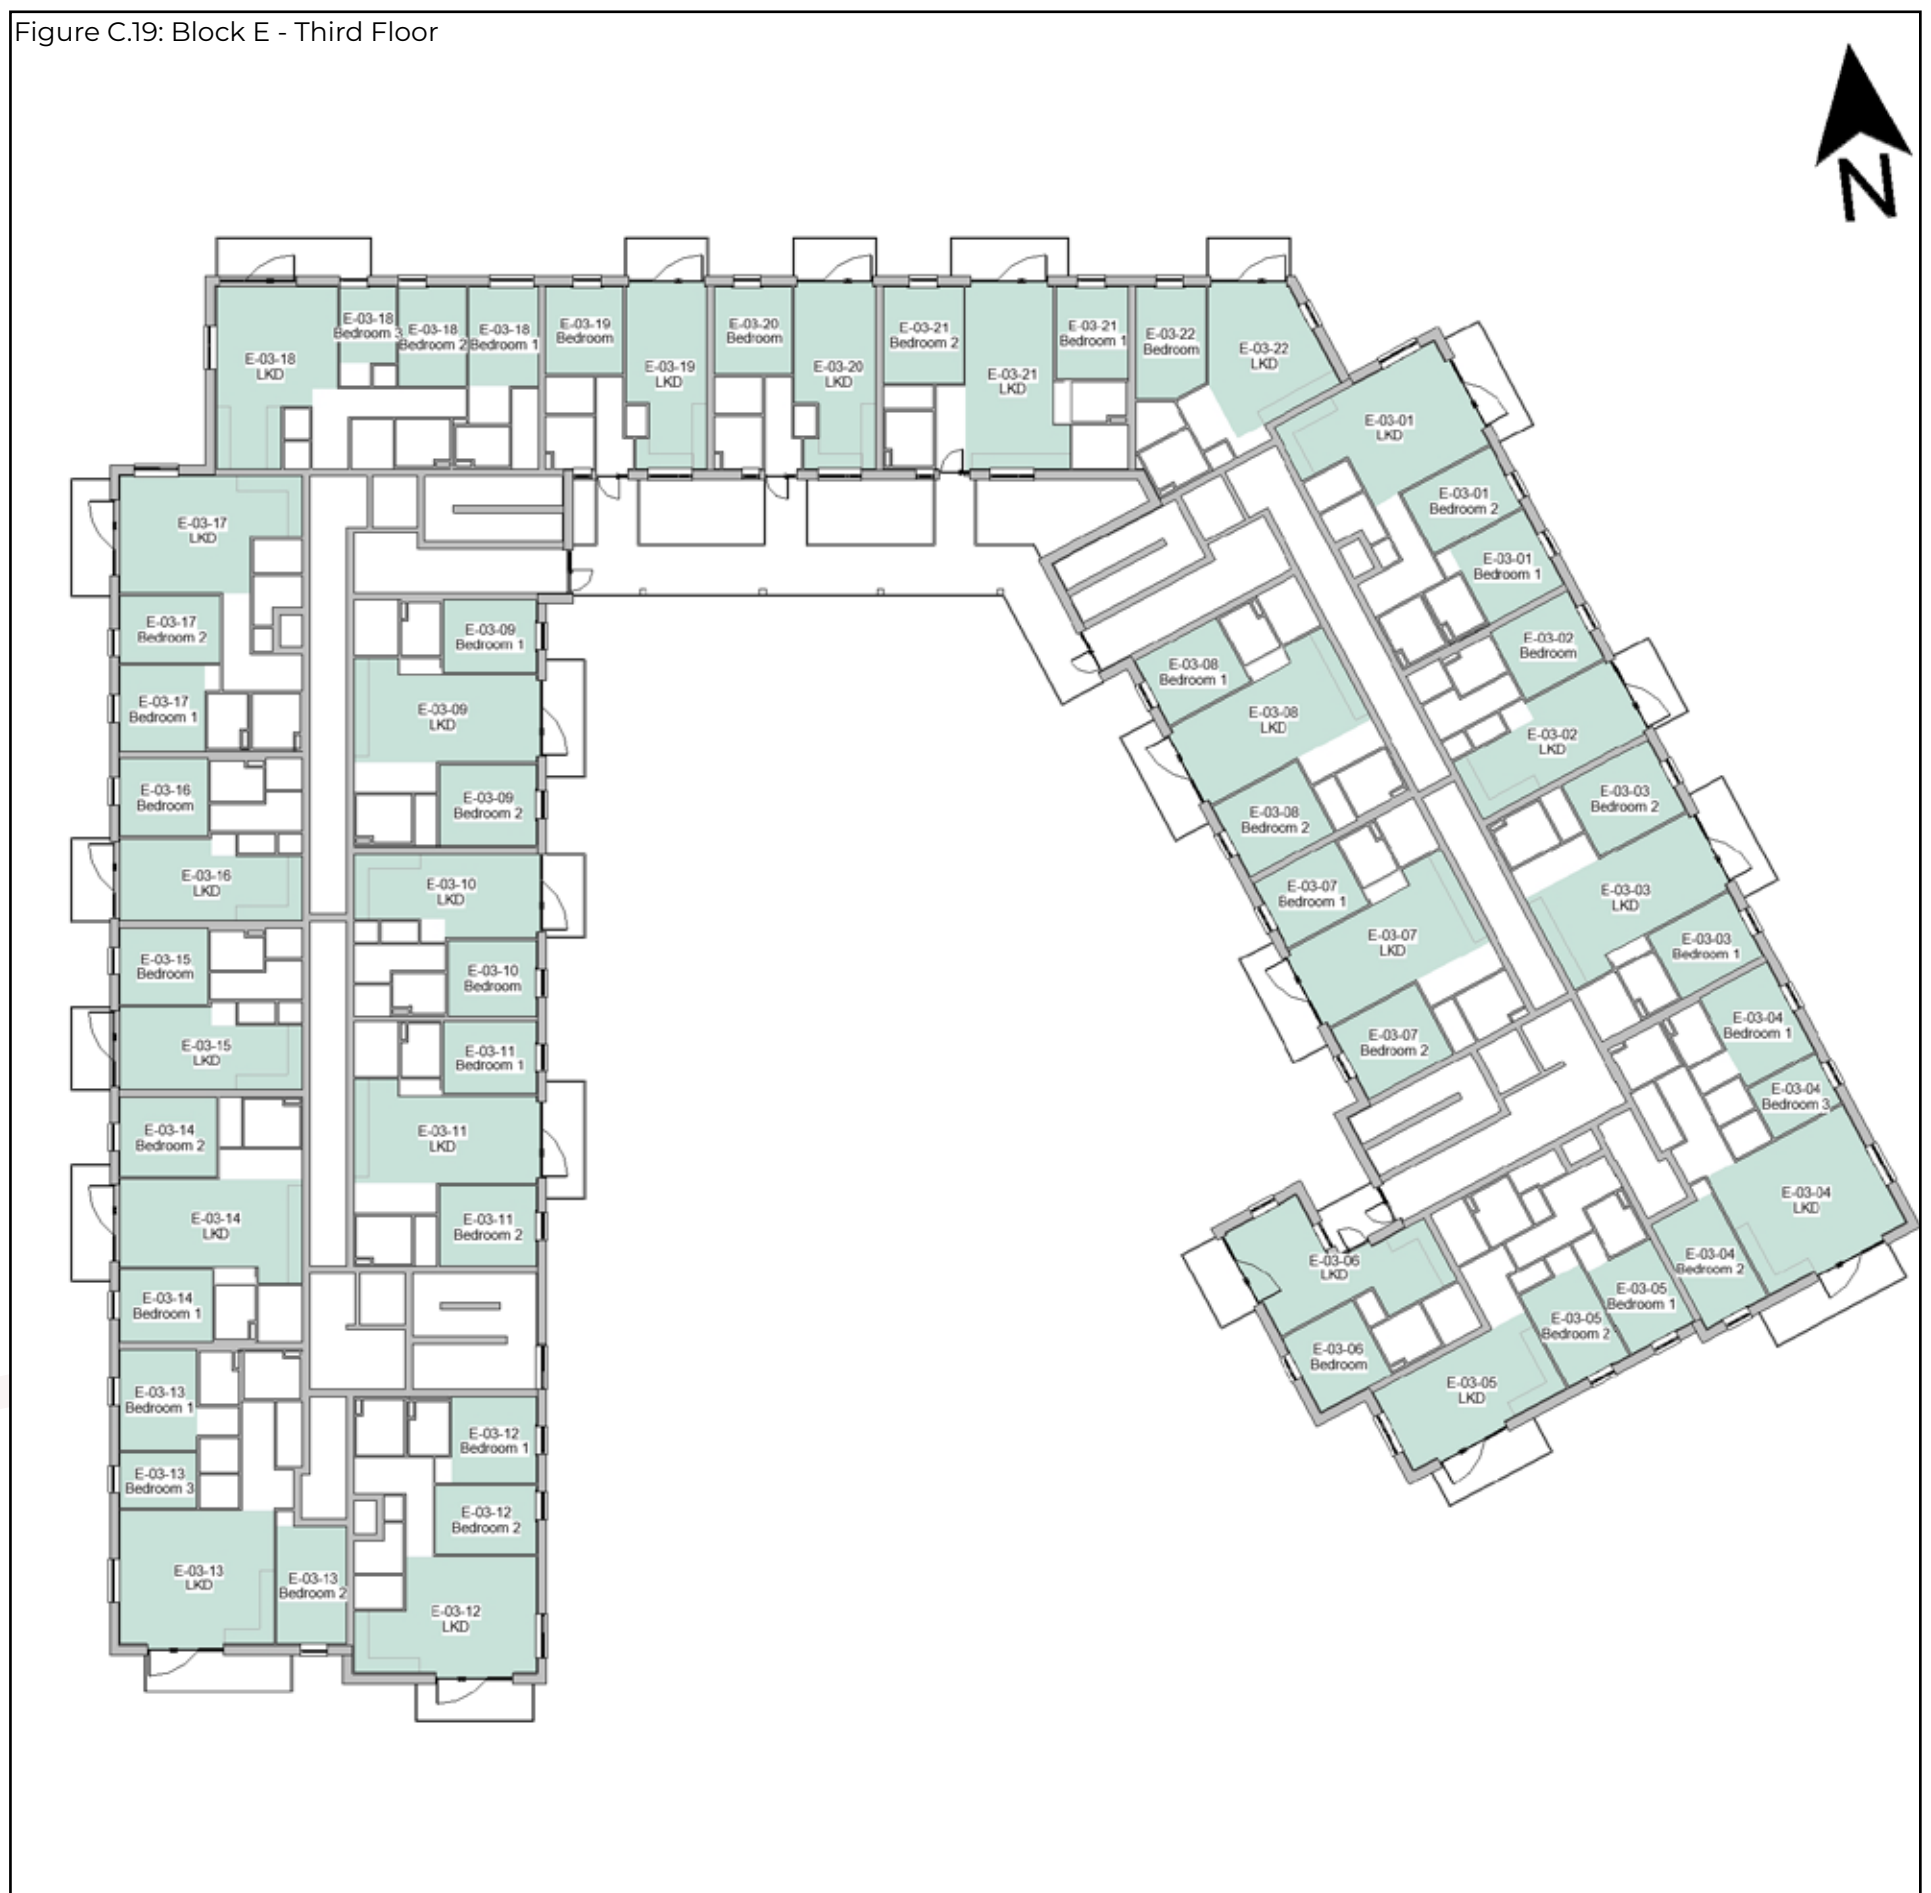 Figure C.19: Block E - Third Floor
N
E-03-18
LKD
E-03-18
Bedroom 3
E-03-18
Bedroom 2
E-03-18
Bedroom 1
E-03-19
Bedroom
E-03-19
LKD
E-03-20
Bedroom
E-03-20
LKD
E-03-21
Bedroom 2
E-03-21
LKD
E-03-21
Bedroom 1
E-03-22
Bedroom
E-03-22
LKD
E-03-01
LKD
E-03-01
Bedroom 2
E-03-01
Bedroom 1
E-03-02
Bedroom
E-03-02
LKD
E-03-03
Bedroom 2
E-03-03
LKD
E-03-03
Bedroom 1
E-03-04
Bedroom 1
E-03-04
Bedroom 3
E-03-04
LKD
E-03-04
Bedroom 2
E-03-05
Bedroom 1
E-03-05
Bedroom 2
E-03-05
LKD
E-03-06
LKD
E-03-06
Bedroom
E-03-08
Bedroom 1
E-03-08
LKD
E-03-08
Bedroom 2
E-03-07
Bedroom 1
E-03-07
LKD
E-03-07
Bedroom 2
E-03-17
LKD
E-03-17
Bedroom 2
E-03-17
Bedroom 1
E-03-16
Bedroom
E-03-16
LKD
E-03-15
Bedroom
E-03-15
LKD
E-03-14
Bedroom 2
E-03-14
LKD
E-03-14
Bedroom 1
E-03-13
Bedroom 1
E-03-13
Bedroom 3
E-03-13
LKD
E-03-13
Bedroom 2
E-03-09
Bedroom 1
E-03-09
LKD
E-03-09
Bedroom 2
E-03-10
LKD
E-03-10
Bedroom
E-03-11
Bedroom 1
E-03-11
LKD
E-03-11
Bedroom 2
E-03-12
Bedroom 1
E-03-12
Bedroom 2
E-03-12
LKD